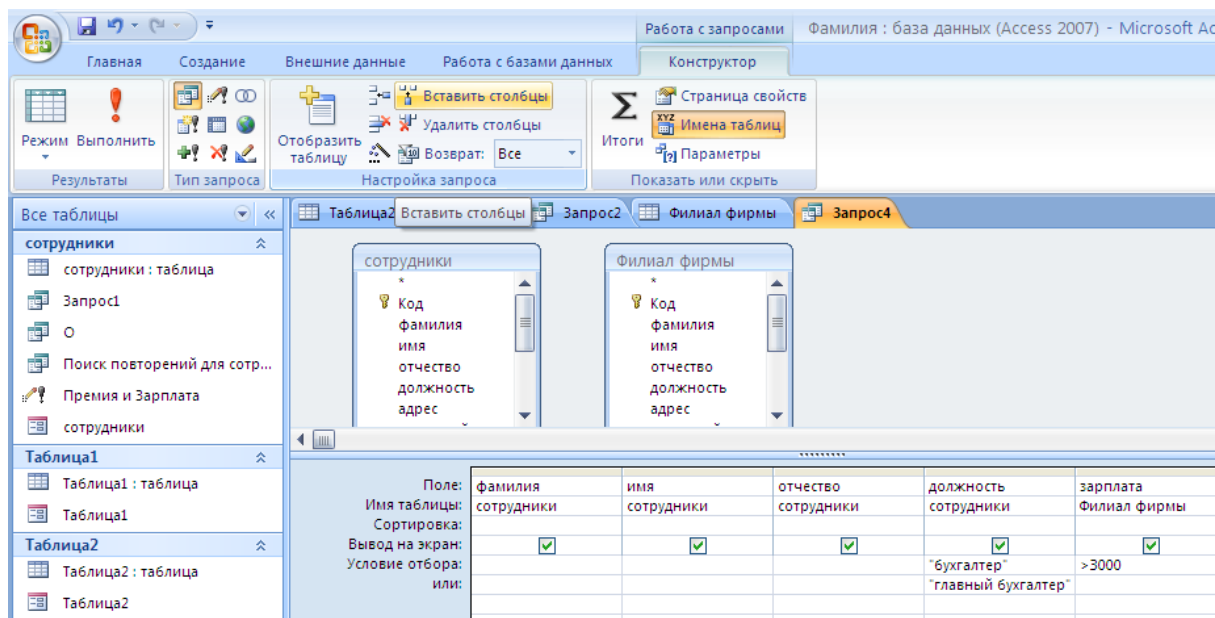 Работа с запросами Фамилия : база данных (Access 2007) - Microsoft Ac
Главная Создание Внешние данные Работа с базами данных Конструктор
Режим Выполнить
Отобразить таблицу
Вставить столбцы
Удалить столбцы
Возврат: Все
Итоги
Страница свойств
Имена таблиц
Параметры
Результаты Тип запроса Настройка запроса Показать или скрыть
Все таблицы
Таблица2 Вставить столбцы Запрос2 Филиал фирмы Запрос4
сотрудники
сотрудники : таблица
Запрос1
О
Поиск повторений для сотр...
Премия и Зарплата
сотрудники
Таблица1
Таблица1 : таблица
Таблица1
Таблица2
Таблица2 : таблица
Таблица2
сотрудники
*
Код
фамилия
имя
отчество
должность
адрес
Филиал фирмы
*
Код
фамилия
имя
отчество
должность
адрес
Поле: фамилия имя отчество должность зарплата
Имя таблицы: сотрудники сотрудники сотрудники сотрудники Филиал фирмы
Сортировка:
Вывод на экран:
Условие отбора: "бухгалтер" >3000
или: "главный бухгалтер"